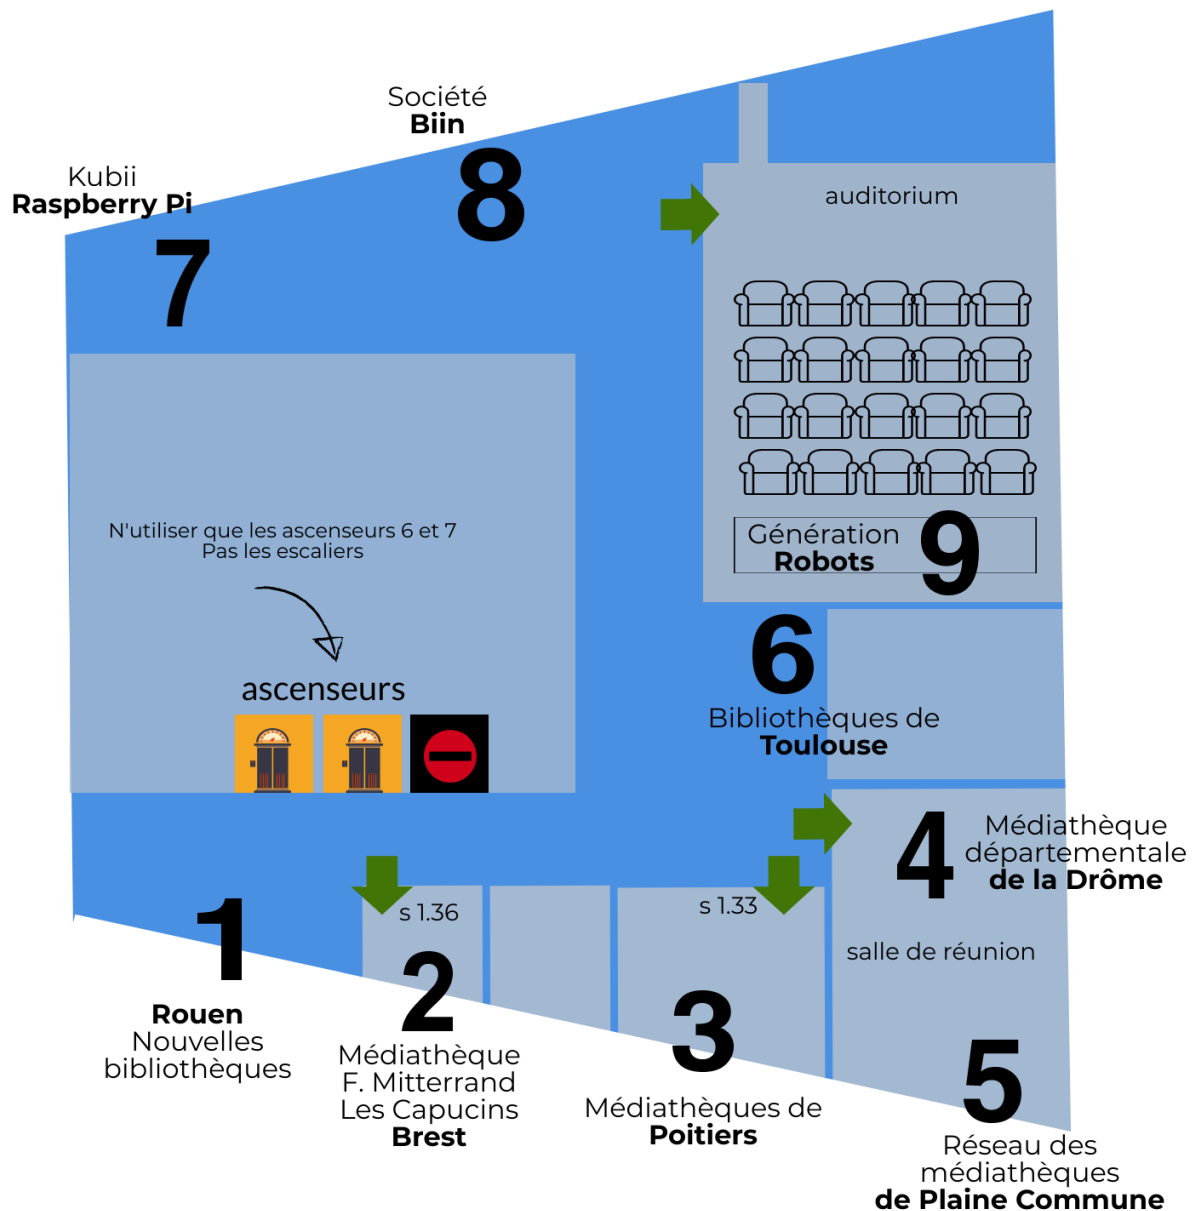 Société
Biin
8
Kubii
Raspberry Pi
7
auditorium
Génération
Robots
9
N'utiliser que les ascenseurs 6 et 7
Pas les escaliers
ascenseurs
6
Bibliothèques de
Toulouse
4
Médiathèque
départementale
de la Drôme
salle de réunion
1
Rouen
Nouvelles
bibliothèques
s 1.36
2
Médiathèque
F. Mitterrand
Les Capucins
Brest
s 1.33
3
Médiathèques de
Poitiers
5
Réseau des
médiathèques
de Plaine Commune